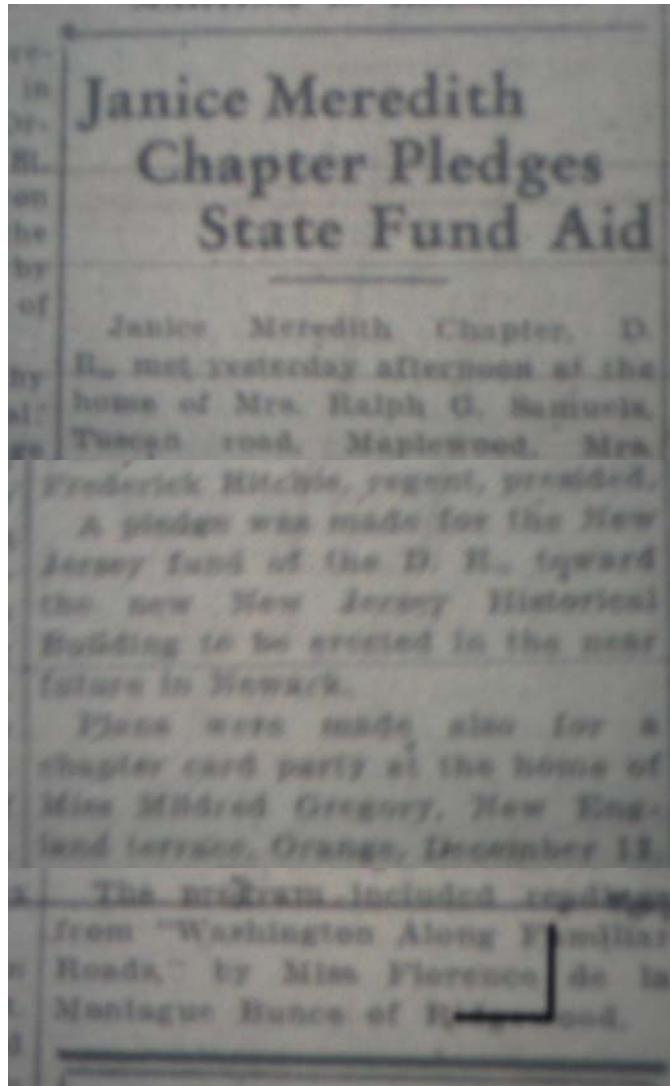 Janice Meredith
Chapter Pledges
State Fund Aid
Janice Meredith Chapter, D.
R., met yesterday afternoon at the
home of Mrs. Ralph G. Samuels,
Tuscan road, Maplewood, Mrs.
Frederick Ritchie, regent, presided.
A pledge was made for the New
Jersey fund of the D. R., toward
the new New Jersey Historical
Building to be erected in the near
future in Newark.
Plans were made also for a
chapter card party at the home of
Miss Mildred Gregory, New Eng-
land terrace, Orange, December
The program included readings
from "Washington Along Familiar
Roads," by Miss Florence de la
Bunce of